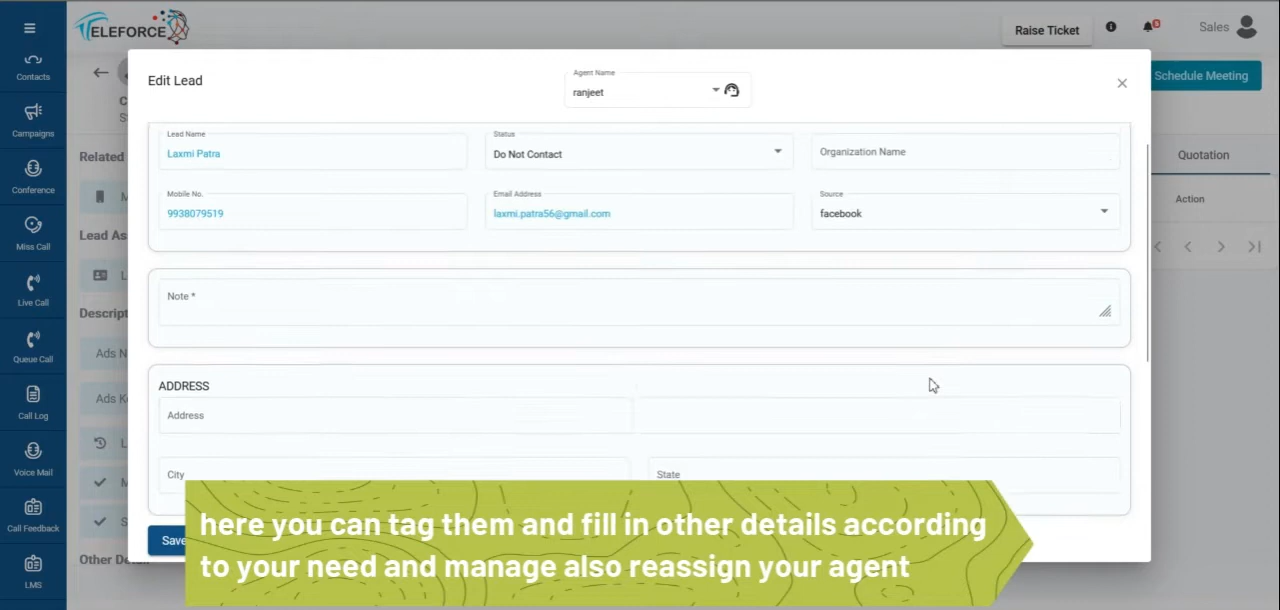 TELEFORCE
Raise Ticket
3
Sales
Contacts
Campaigns
Conference
Miss Call
Live Call
Queue Call
Call Log
Voice Mail
Call Feedback
LMS
Related
Lead As
Descript
Ads N
Ads K
Other De
Schedule Meeting
Quotation
Action
Edit Lead
Agent Name
ranjeet
Lead Name
Laxmi Patra
Status
Do Not Contact
Organization Name
Mobile No.
9938079519
Email Address
laxmi.patra56@gmail.com
Source
facebook
Note *
ADDRESS
Address
City
State
Save
here you can tag them and fill in other details according
to your need and manage also reassign your agent